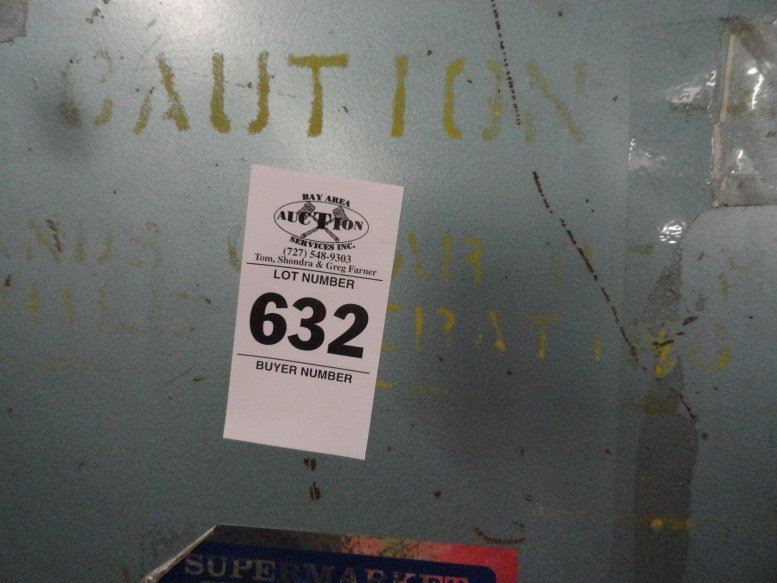 CAUTION
BAY AREA
AUCTION
SERVICES INC.
(727) 548-9303
Tom, Shondra & Greg Farner
LOT NUMBER
632
BUYER NUMBER
SUPERMARKET